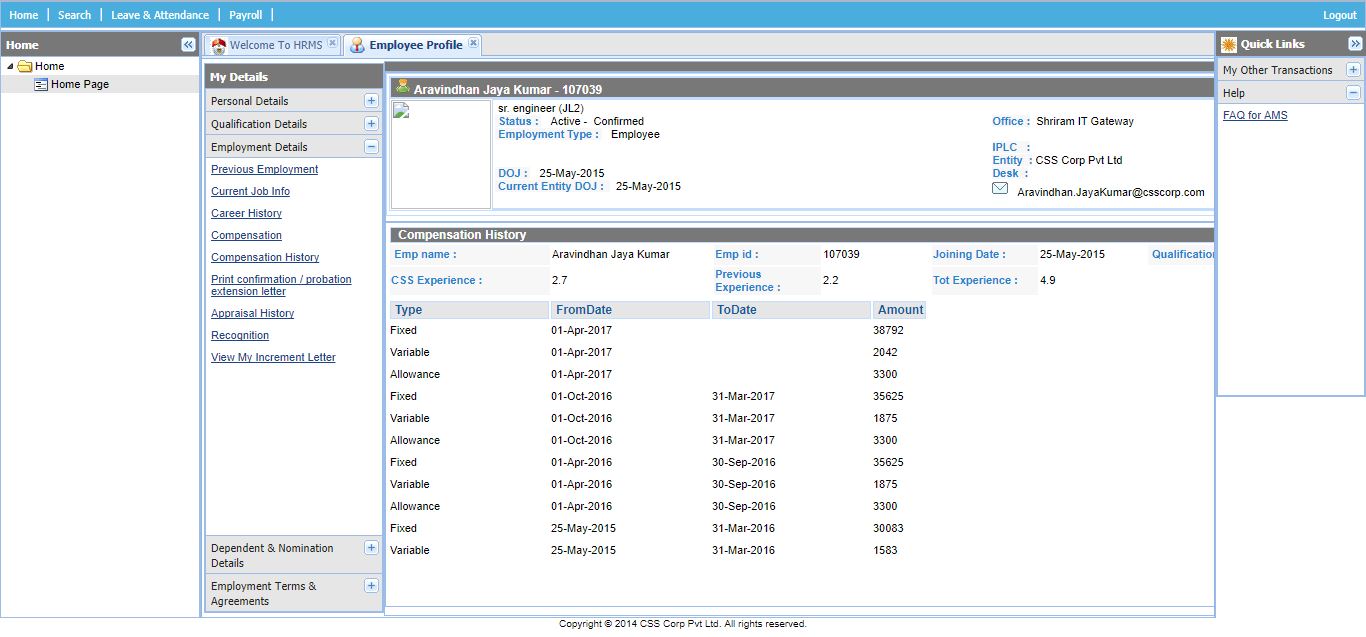 Home | Search | Leave & Attendance | Payroll | Logout
Home
Welcome To HRMS
Employee Profile
Quick Links
Home
Home Page
My Details
Personal Details
Qualification Details
Employment Details
Previous Employment
Current Job Info
Career History
Compensation
Compensation History
Print confirmation / probation
extension letter
Appraisal History
Recognition
View My Increment Letter
Dependent & Nomination
Details
Employment Terms &
Agreements
Aravindhan Jaya Kumar - 107039
sr. engineer (JL2)
Status : Active - Confirmed
Employment Type : Employee
DOJ : 25-May-2015
Current Entity DOJ : 25-May-2015
Office : Shriram IT Gateway
IPLC :
Entity : CSS Corp Pvt Ltd
Desk :
Aravindhan.JayaKumar@csscorp.com
Compensation History
Emp name : Aravindhan Jaya Kumar Emp id : 107039 Joining Date : 25-May-2015 Qualification
CSS Experience : 2.7 Previous Experience : 2.2 Tot Experience : 4.9
Type FromDate ToDate Amount
Fixed 01-Apr-2017 38792
Variable 01-Apr-2017 2042
Allowance 01-Apr-2017 3300
Fixed 01-Oct-2016 31-Mar-2017 35625
Variable 01-Oct-2016 31-Mar-2017 1875
Allowance 01-Oct-2016 31-Mar-2017 3300
Fixed 01-Apr-2016 30-Sep-2016 35625
Variable 01-Apr-2016 30-Sep-2016 1875
Allowance 01-Apr-2016 30-Sep-2016 3300
Fixed 25-May-2015 31-Mar-2016 30083
Variable 25-May-2015 31-Mar-2016 1583
My Other Transactions
Help
FAQ for AMS
Copyright © 2014 CSS Corp Pvt Ltd. All rights reserved.